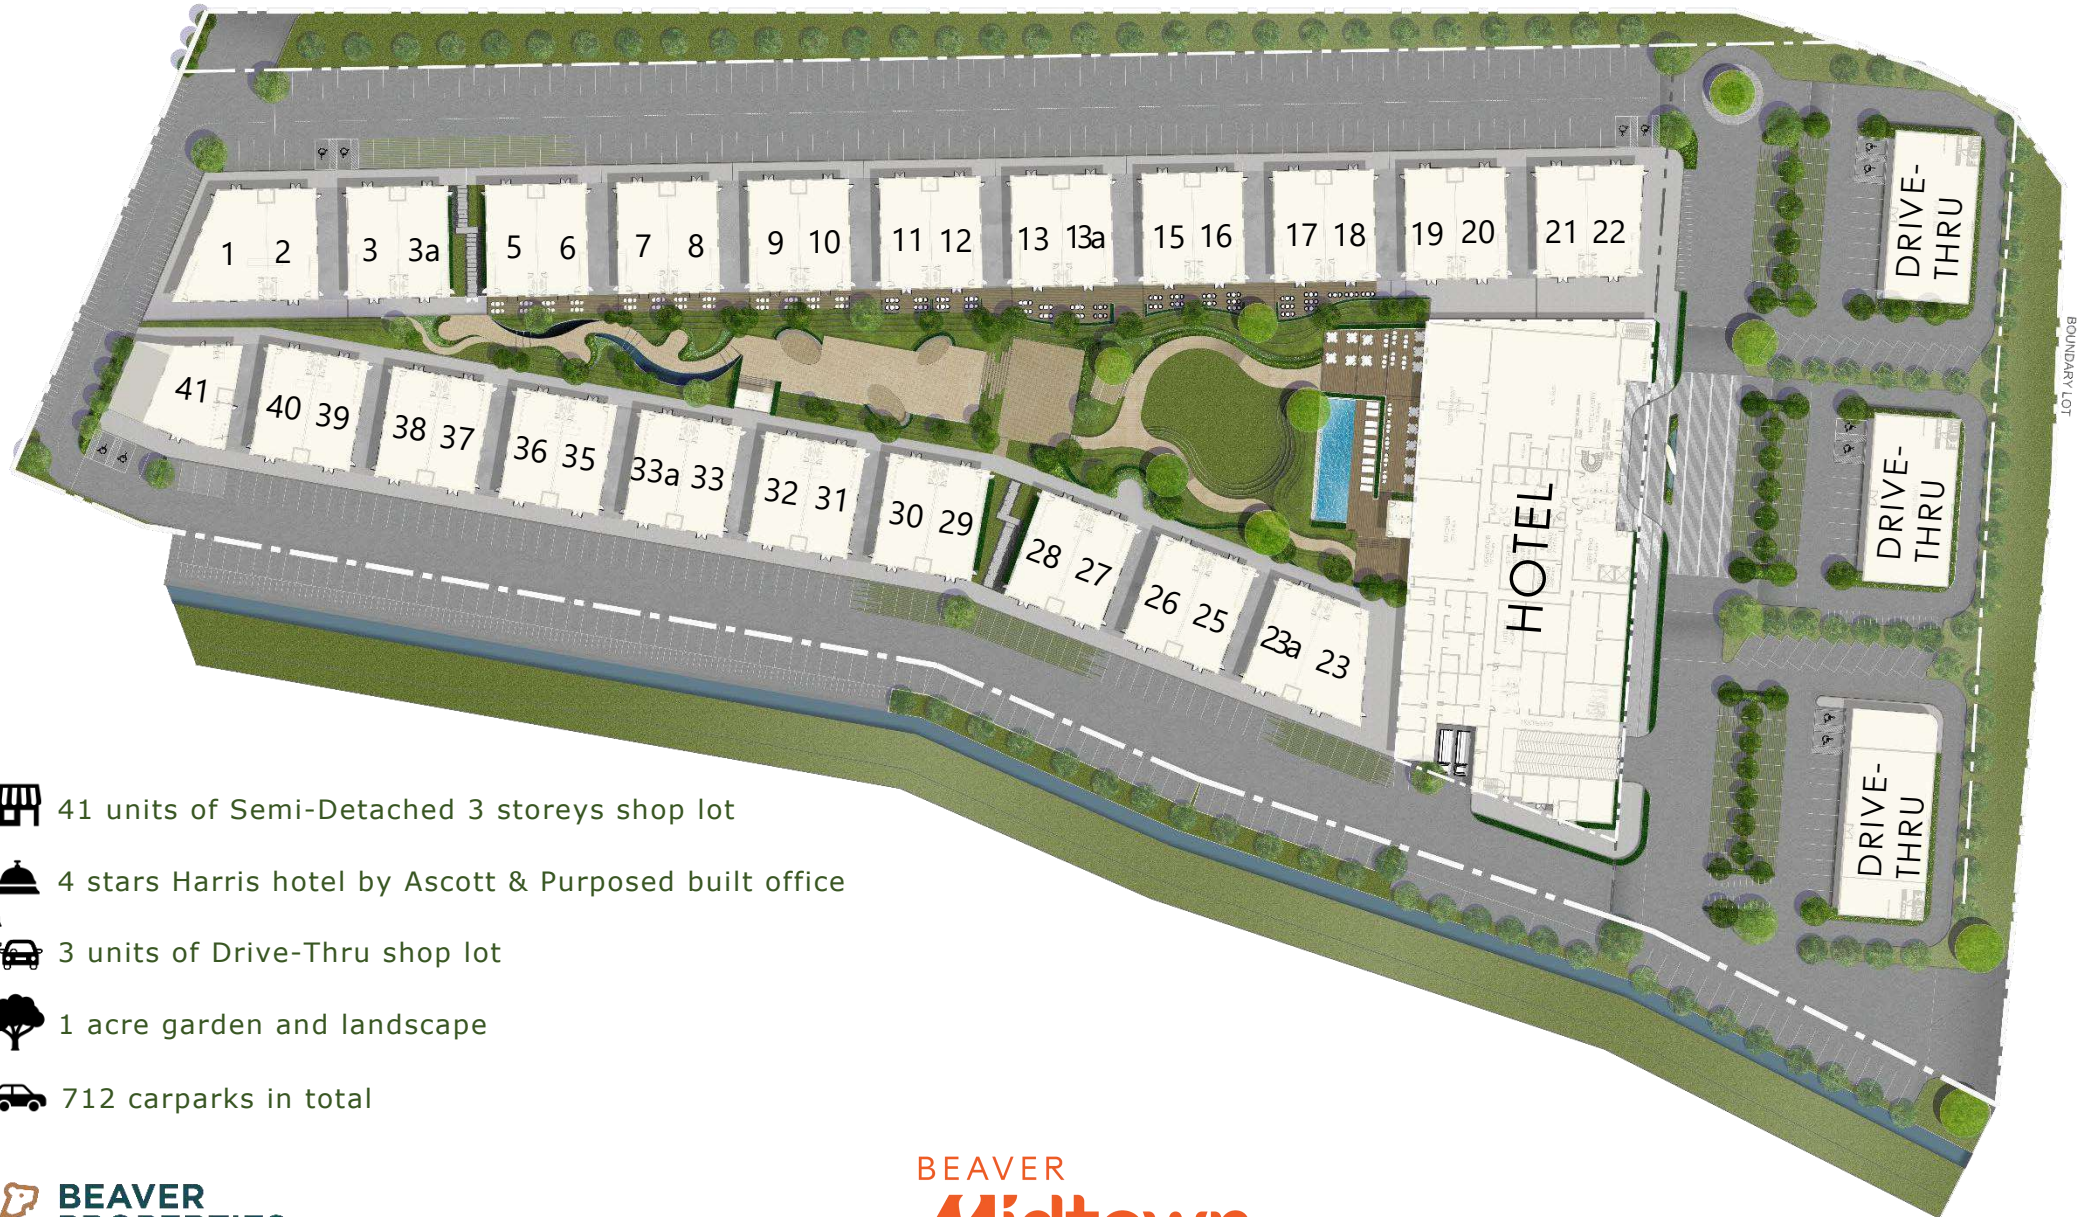 1 2 3 3a 5 6 7 8 9 10 11 12 13 13a 15 16 17 18 19 20 21 22
DRIVE-
THRU
BOUNDARY LOT
41 40 39 38 37 36 35 33a 33 32 31 30 29 28 27 26 25 23a 23
HOTEL
DRIVE-
THRU
DRIVE-
THRU
41 units of Semi-Detached 3 storeys shop lot
4 stars Harris hotel by Ascott & Purposed built office
3 units of Drive-Thru shop lot
1 acre garden and landscape
712 carparks in total
BEAVER
PROPERTIES
BEAVER
Midtown